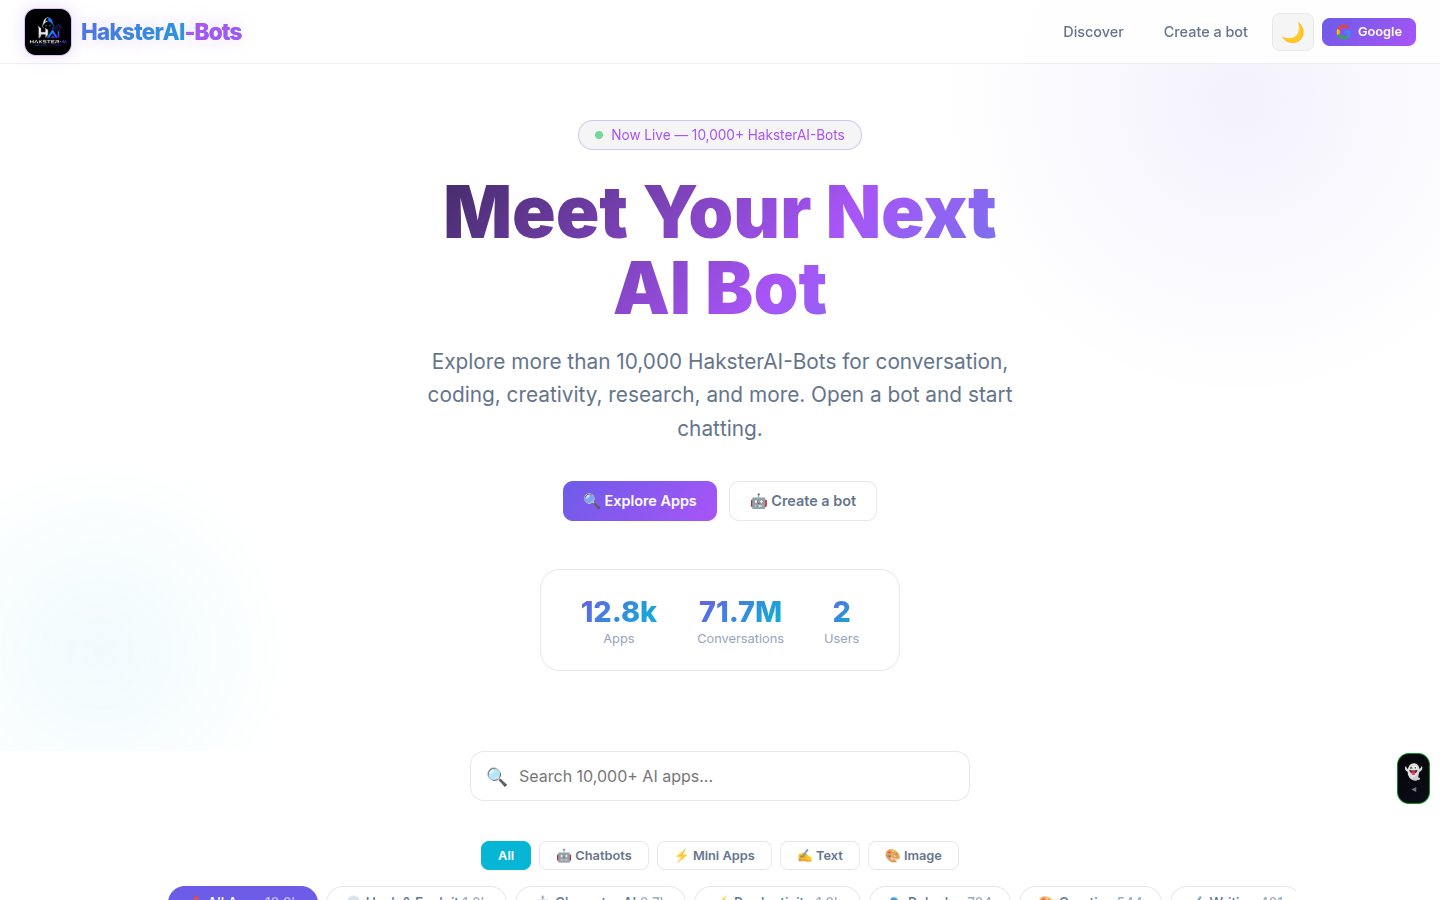 HaksterAI-Bots
Discover
Create a bot
Google
Now Live — 10,000+ HaksterAI-Bots
Meet Your Next
AI Bot
Explore more than 10,000 HaksterAI-Bots for conversation,
coding, creativity, research, and more. Open a bot and start
chatting.
🔍 Explore Apps
🤖 Create a bot
12.8k
71.7M
2
Apps
Conversations
Users
🔍 Search 10,000+ AI apps...
All
🤖 Chatbots
⚡ Mini Apps
✍️ Text
🎨 Image